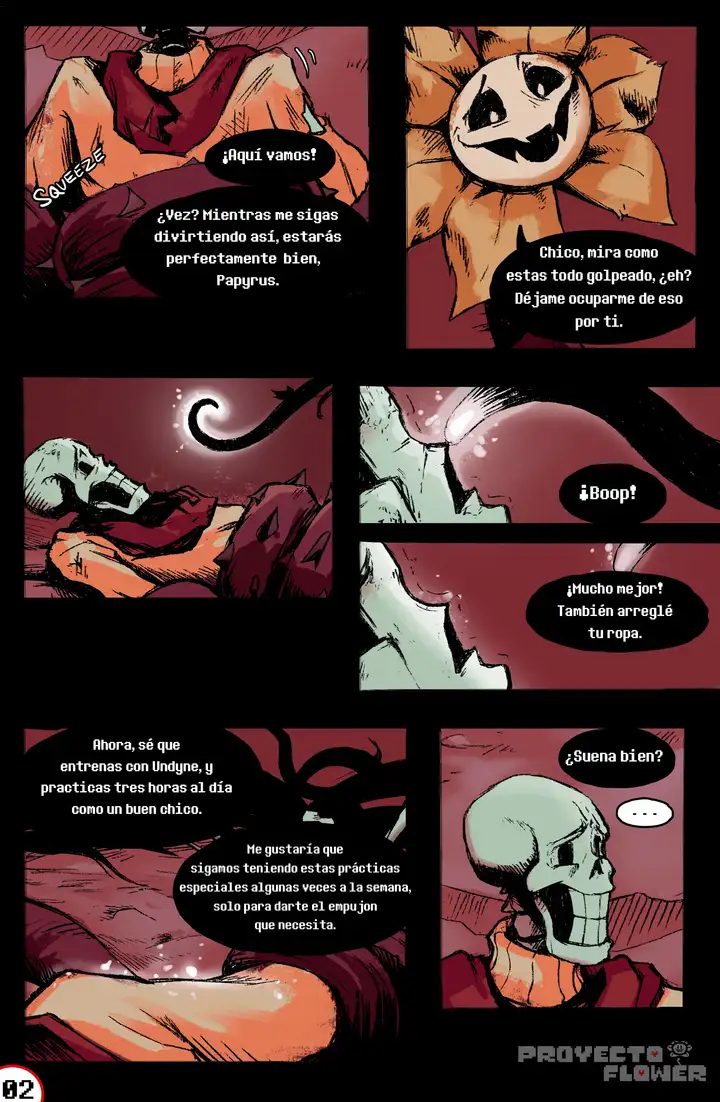 SQUEEZE
¡Aquí vamos!
¿Vez? Mientras me sigas
divirtiendo así, estarás
perfectamente bien,
Papyrus.
Chico, mira como
estas todo golpeado, ¿eh?
Déjame ocuparme de eso
por ti.
¡Boop!
¡Mucho mejor!
También arreglé
tu ropa.
Ahora, sé que
entrenas con Undyne, y
practicas tres horas al día
como un buen chico.
Me gustaría que
sigamos teniendo estas prácticas
especiales algunas veces a la semana,
solo para darte el empujon
que necesita.
¿Suena bien?
...
PROYECTO
FLOWER
02